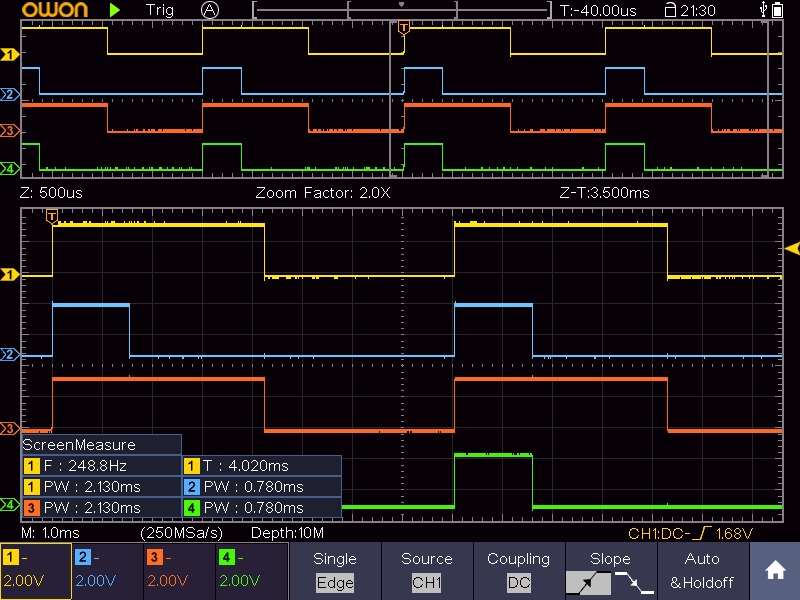 OWON Trig A T:-40.00us 21:30
T
1
2
3
4
Z: 500us Zoom Factor: 2.0X Z-T:3.500ms
T
1
2
3
4
ScreenMeasure
1 F : 248.8Hz 1 T : 4.020ms
1 PW : 2.130ms 2 PW : 0.780ms
3 PW : 2.130ms 4 PW : 0.780ms
M: 1.0ms (250MSa/s) Depth:10M CH1:DC- 1.68V
1 - 2 - 3 - 4 - Single Source Coupling Slope Auto
2.00V 2.00V 2.00V 2.00V Edge CH1 DC &Holdoff